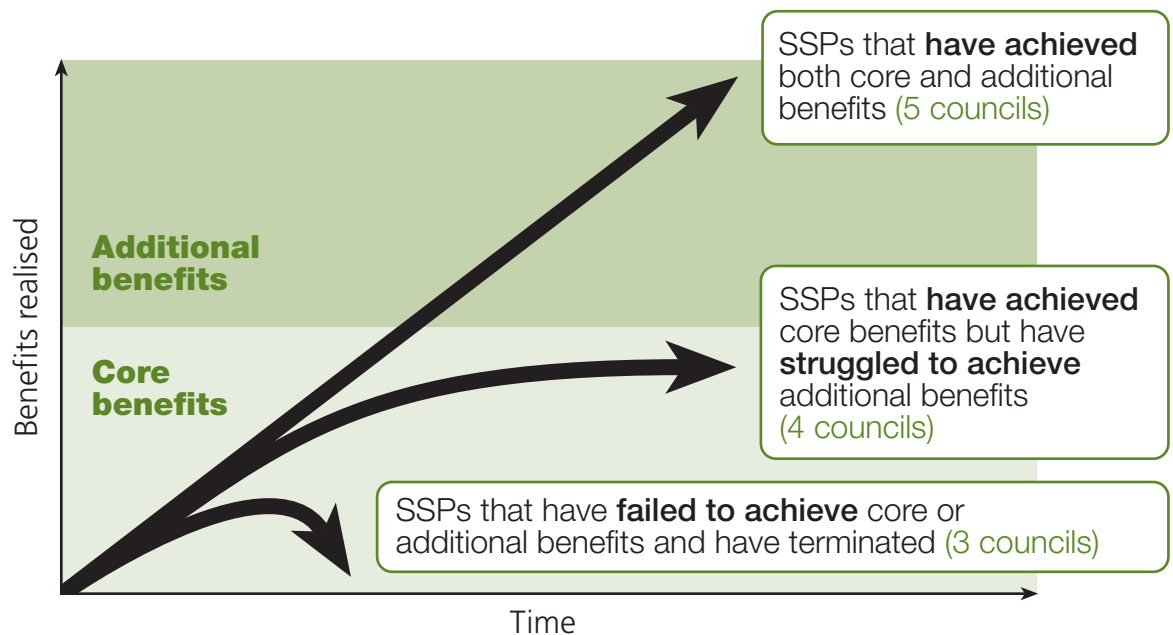 SSPs that have achieved
both core and additional
benefits (5 councils)
Additional
benefits
Benefits realised
SSPs that have achieved
core benefits but have
struggled to achieve
additional benefits
(4 councils)
Core
benefits
SSPs that have failed to achieve core or
additional benefits and have terminated (3 councils)
Time